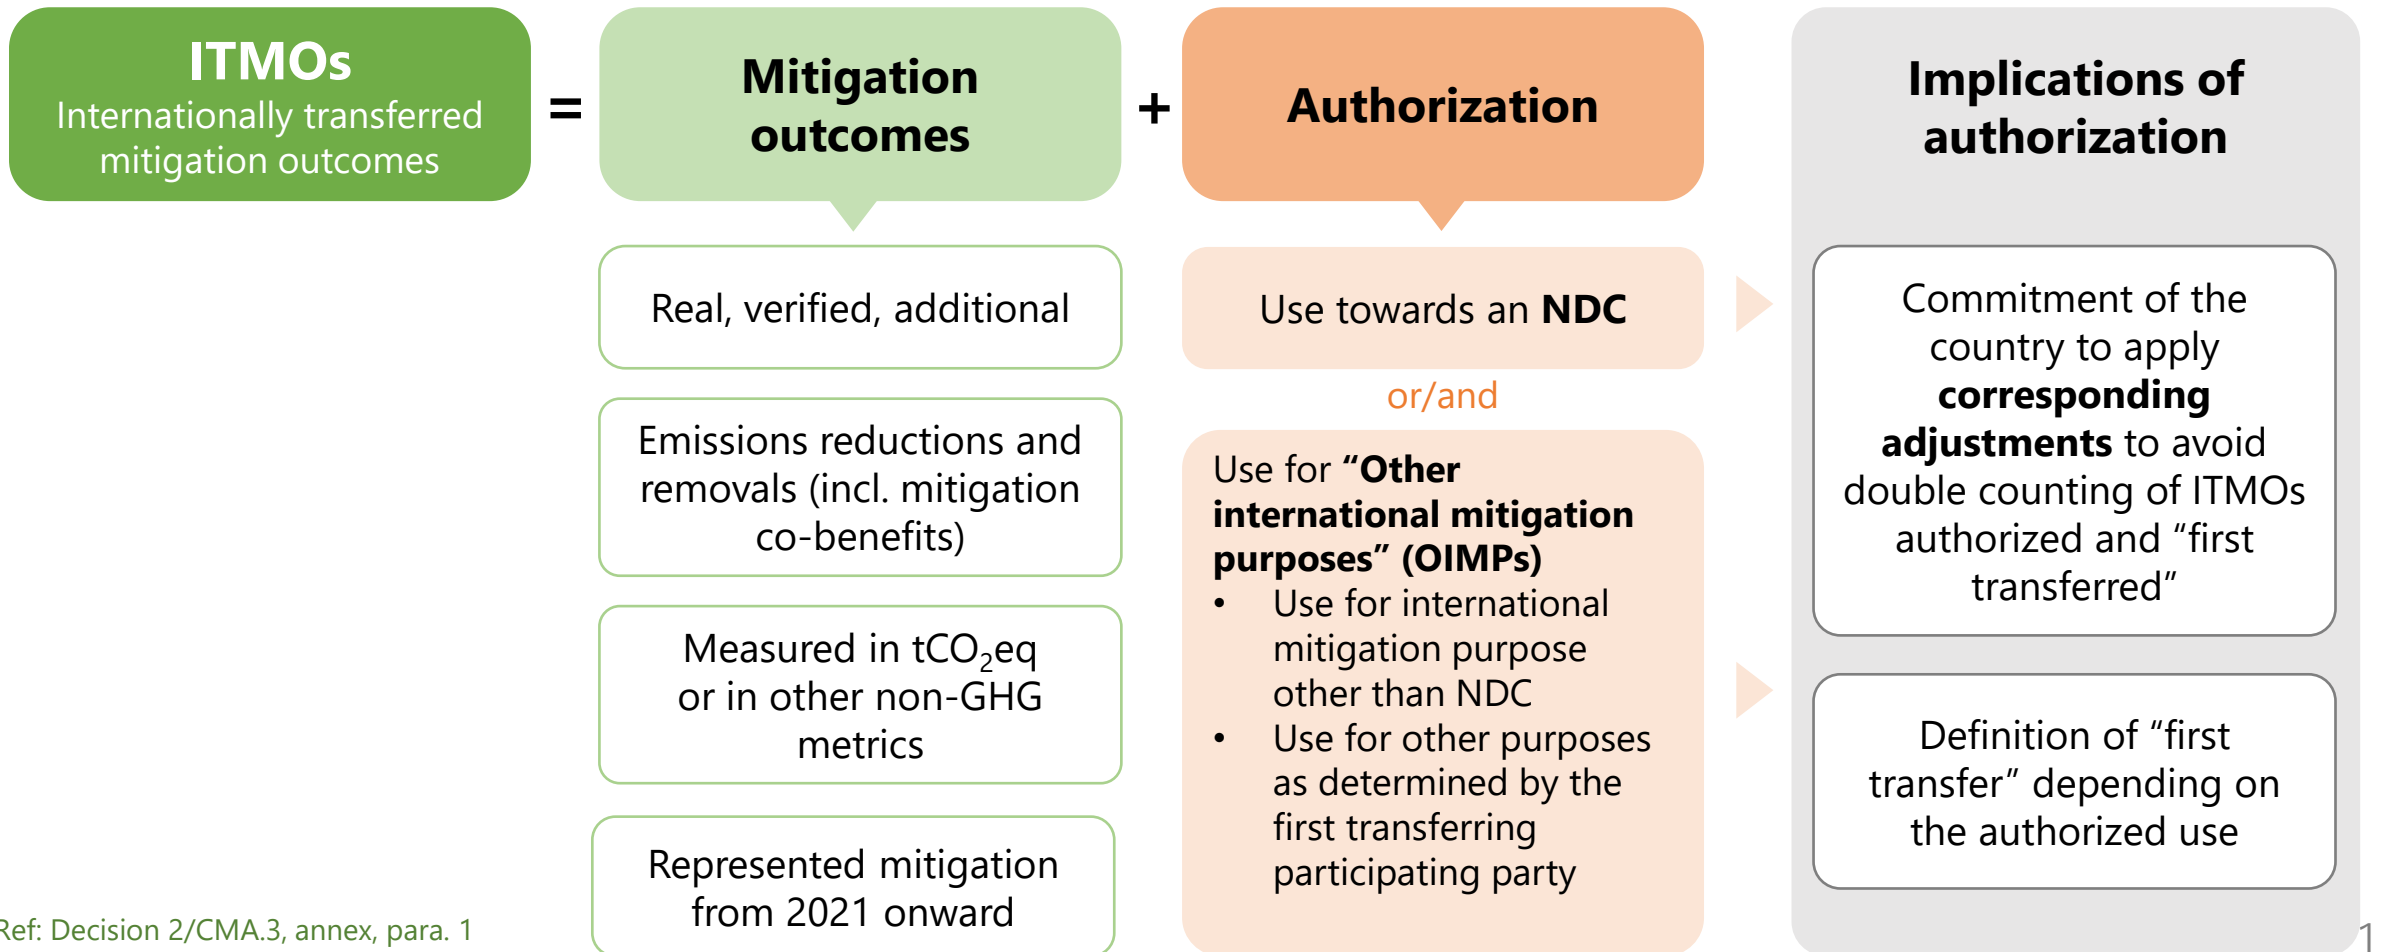 ITMOs
Internationally transferred
mitigation outcomes
=
Mitigation
outcomes
+
Authorization
Implications of
authorization
Real, verified, additional
Emissions reductions and
removals (incl. mitigation
co-benefits)
Measured in tCO₂eq
or in other non-GHG
metrics
Represented mitigation
from 2021 onward
Use towards an NDC
or/and
Use for “Other
international mitigation
purposes” (OIMPs)
• Use for international
mitigation purpose
other than NDC
• Use for other purposes
as determined by the
first transferring
participating party
Commitment of the
country to apply
corresponding
adjustments to avoid
double counting of ITMOs
authorized and “first
transferred”
Definition of “first
transfer” depending on
the authorized use
Ref: Decision 2/CMA.3, annex, para. 1
1